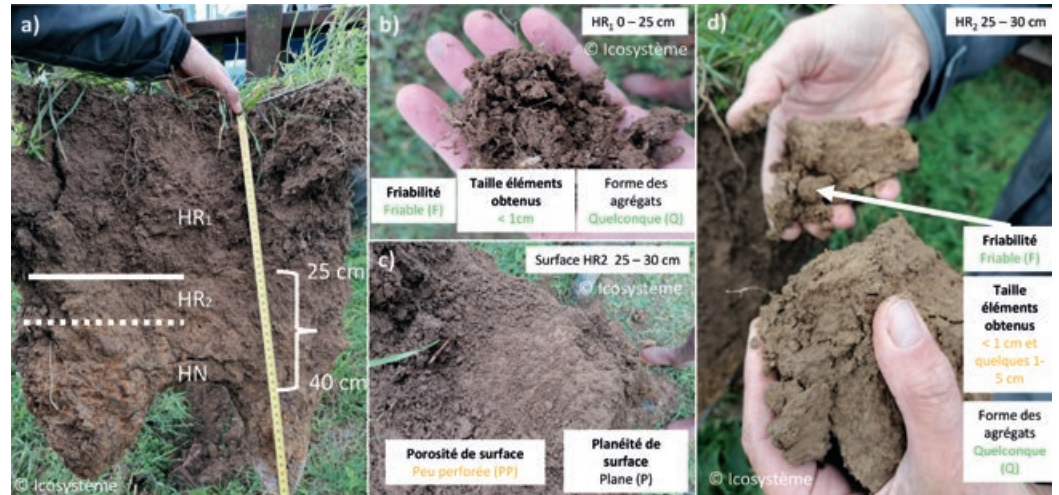 a)
HR₁
25 cm
HR₂
HN
40 cm
© Icosystème
b)
HR₁ 0 – 25 cm
© Icosystème
Friabilité
Friable (F)
Taille éléments
obtenus
< 1cm
Forme des
agrégats
Quelconque (Q)
c)
Surface HR2 25 – 30 cm
© Icosystème
Porosité de surface
Peu perforée (PP)
Planéité de
surface
Plane (P)
d)
HR₂ 25 – 30 cm
Friabilité
Friable (F)
Taille
éléments
obtenus
< 1 cm et
quelques 1-
5 cm
Forme des
agrégats
Quelconque
(Q)
© Icosystème